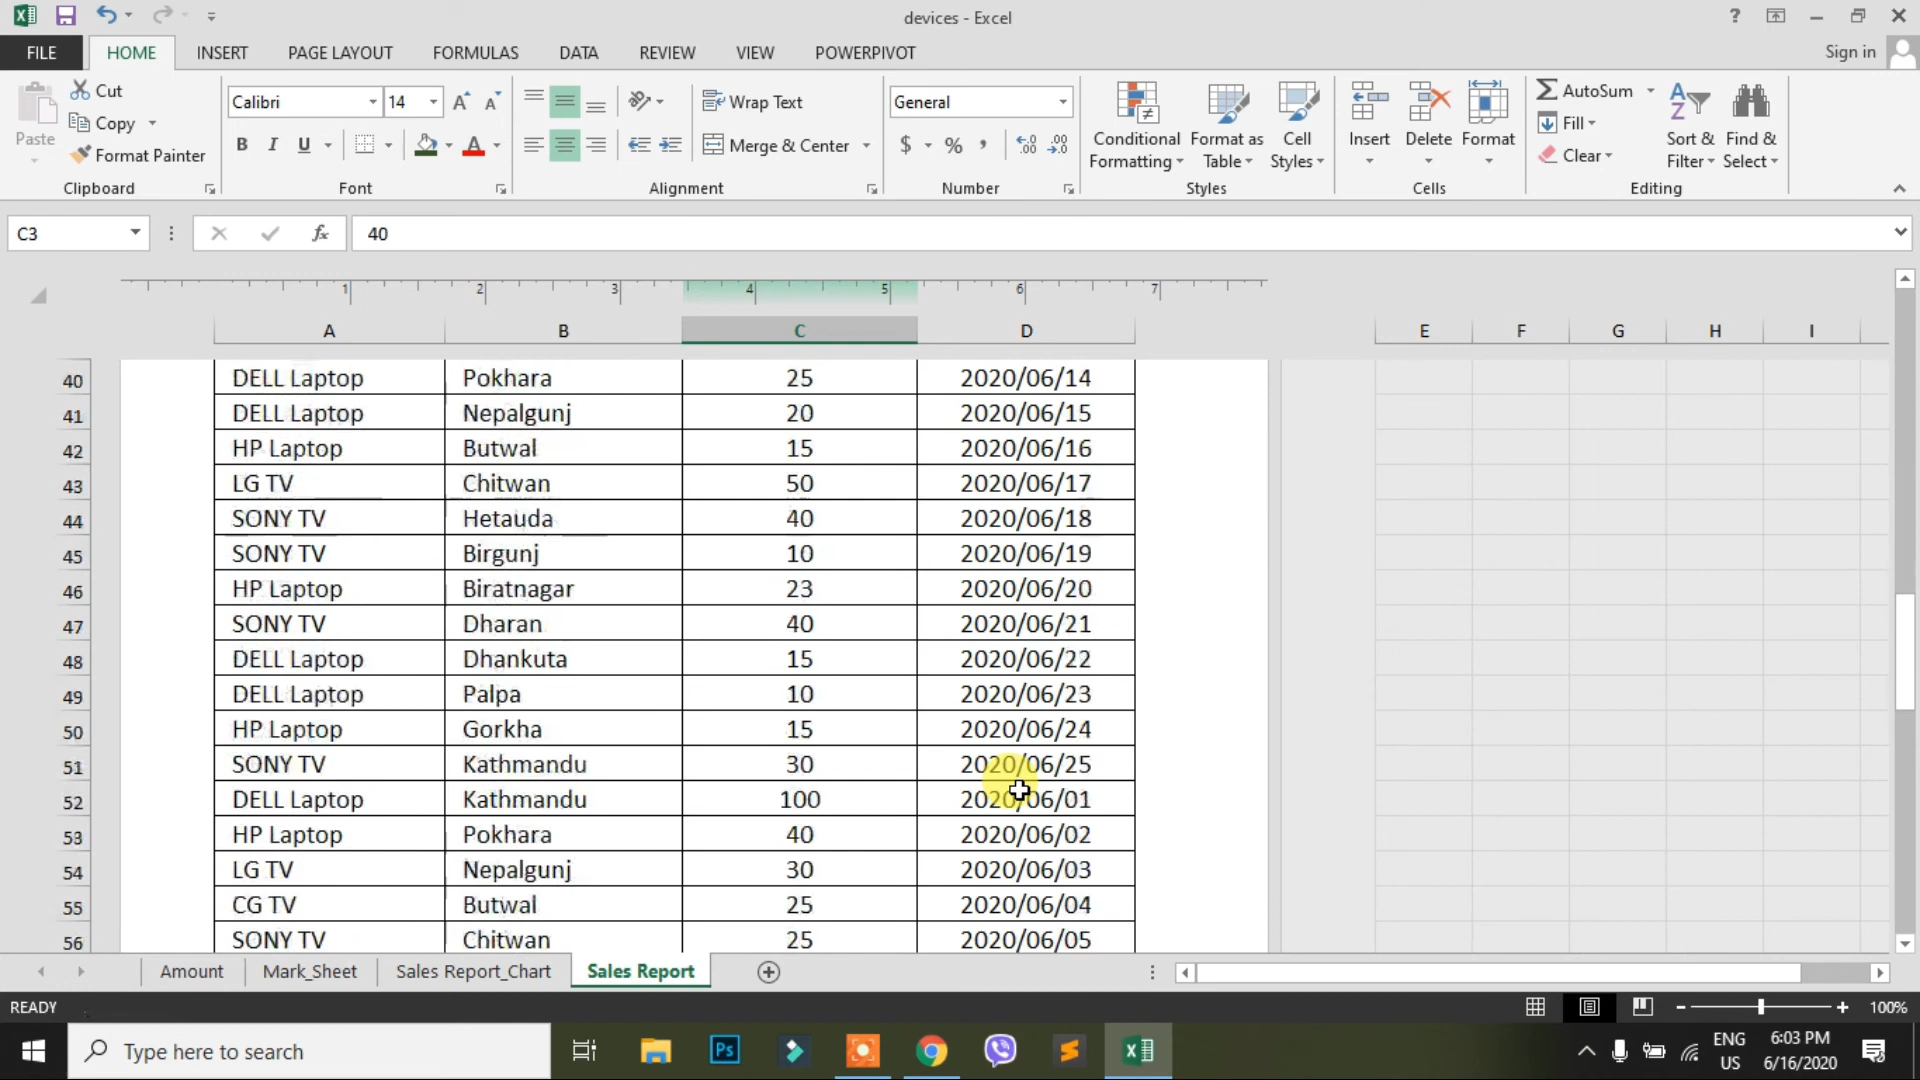 devices - Excel
FILE HOME INSERT PAGE LAYOUT FORMULAS DATA REVIEW VIEW POWERPIVOT Sign in
Paste Cut Copy Format Painter Clipboard
Calibri 14 B I U Font
Wrap Text Merge & Center Alignment
General $ % , Number
Conditional Formatting Format as Table Cell Styles Styles
Insert Delete Format Cells
AutoSum Fill Clear Sort & Filter Find & Select Editing
C3 fx 40
1 2 3 4 5 6 7
A B C D E F G H I
40 DELL Laptop Pokhara 25 2020/06/14
41 DELL Laptop Nepalgunj 20 2020/06/15
42 HP Laptop Butwal 15 2020/06/16
43 LG TV Chitwan 50 2020/06/17
44 SONY TV Hetauda 40 2020/06/18
45 SONY TV Birgunj 10 2020/06/19
46 HP Laptop Biratnagar 23 2020/06/20
47 SONY TV Dharan 40 2020/06/21
48 DELL Laptop Dhankuta 15 2020/06/22
49 DELL Laptop Palpa 10 2020/06/23
50 HP Laptop Gorkha 15 2020/06/24
51 SONY TV Kathmandu 30 2020/06/25
52 DELL Laptop Kathmandu 100 2020/06/01
53 HP Laptop Pokhara 40 2020/06/02
54 LG TV Nepalgunj 30 2020/06/03
55 CG TV Butwal 25 2020/06/04
56 SONY TV Chitwan 25 2020/06/05
Amount Mark_Sheet Sales Report_Chart Sales Report
READY 100%
Type here to search Ps ENG US 6:03 PM 6/16/2020